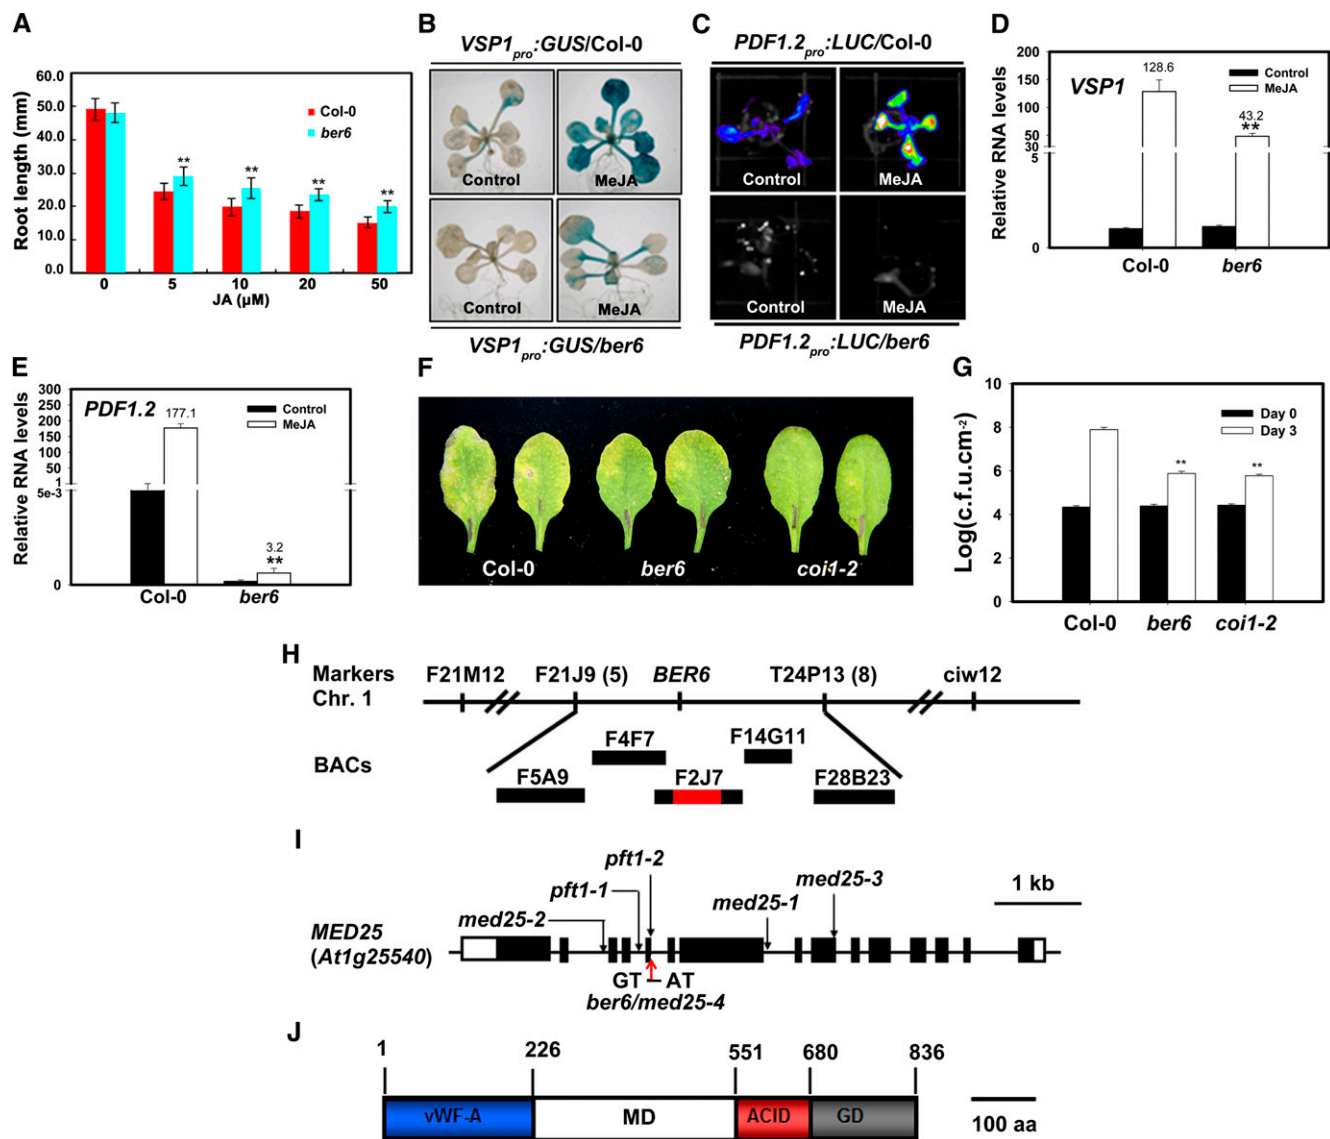 A
Root length (mm)
60.0
50.0
40.0
30.0
20.0
10.0
0.0
Col-0
ber6
**
**
**
**
0
5
10
20
50
JA (µM)
B
VSP1pro:GUS/Col-0
Control
MeJA
Control
MeJA
VSP1pro:GUS/ber6
C
PDF1.2pro:LUC/Col-0
Control
MeJA
Control
MeJA
PDF1.2pro:LUC/ber6
D
Relative RNA levels
200
150
100
50
30
5
0
VSP1
128.6
Control
MeJA
43.2
**
Col-0
ber6
E
Relative RNA levels
300
250
200
150
100
50
1
5e-3
0
PDF1.2
177.1
Control
MeJA
3.2
**
Col-0
ber6
F
Col-0
ber6
coi1-2
G
Log(c.f.u.cm-2)
10
8
6
4
2
0
Day 0
Day 3
**
**
Col-0
ber6
coi1-2
H
Markers
Chr. 1
F21M12
F21J9 (5)
BER6
T24P13 (8)
ciw12
BACs
F4F7
F14G11
F5A9
F2J7
F28B23
I
pft1-2
pft1-1
med25-3
1 kb
med25-2
med25-1
MED25
(At1g25540)
GT
AT
ber6/med25-4
J
1
226
551
680
836
vWF-A
MD
ACID
GD
100 aa